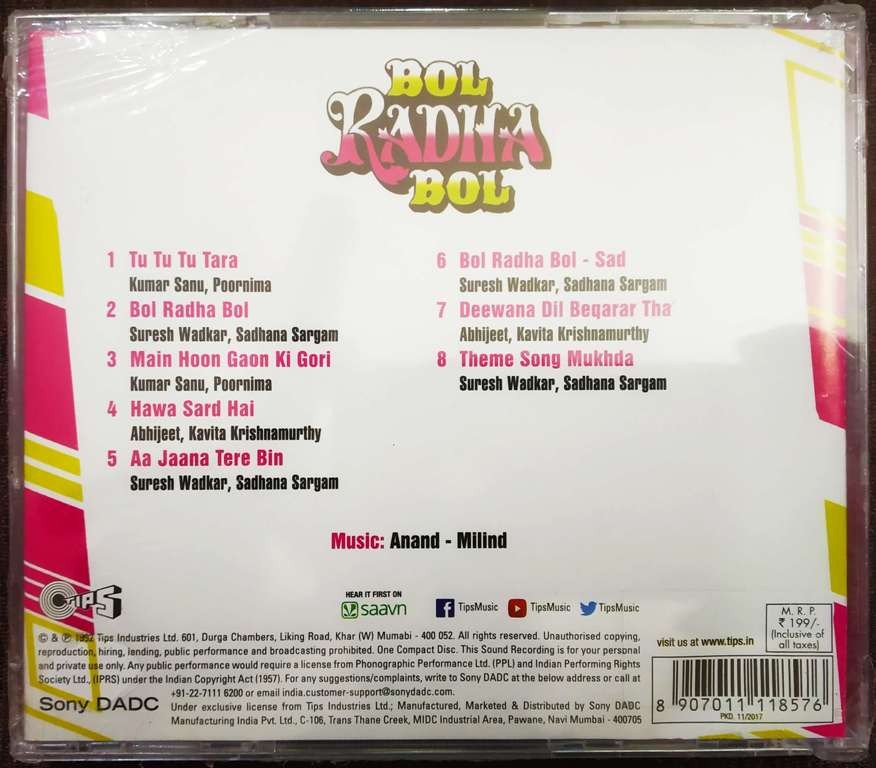 BOL
RADHA
BOL
1 Tu Tu Tu Tara
Kumar Sanu, Poornima
2 Bol Radha Bol
Suresh Wadkar, Sadhana Sargam
3 Main Hoon Gaon Ki Gori
Kumar Sanu, Poornima
4 Hawa Sard Hai
Abhijeet, Kavita Krishnamurthy
5 Aa Jaana Tere Bin
Suresh Wadkar, Sadhana Sargam
6 Bol Radha Bol - Sad
Suresh Wadkar, Sadhana Sargam
7 Deewana Dil Beqarar Tha
Abhijeet, Kavita Krishnamurthy
8 Theme Song Mukhda
Suresh Wadkar, Sadhana Sargam
Music: Anand - Milind
TIPS
HEAR IT FIRST ON
saavn
TipsMusic
TipsMusic
TipsMusic
© & ℗ 1992 Tips Industries Ltd. 601, Durga Chambers, Liking Road, Khar (W) Mumabi - 400 052. All rights reserved. Unauthorised copying,
reproduction, hiring, lending, public performance and broadcasting prohibited. One Compact Disc. This Sound Recording is for your personal
and private use only. Any public performance would require a license from Phonographic Performance Ltd. (PPL) and Indian Performing Rights
Society Ltd., (IPRS) under the Indian Copyright Act (1957). For any suggestions/complaints, write to Sony DADC at the below address or call at
+91-22-7111 6200 or email india.customer-support@sonydadc.com.
Sony DADC
Under exclusive license from Tips Industries Ltd.; Manufactured, Marketed & Distributed by Sony DADC
Manufacturing India Pvt. Ltd., C-106, Trans Thane Creek, MIDC Industrial Area, Pawane, Navi Mumbai - 400705
visit us at www.tips.in
M. R. P.
₹ 199/-
(Inclusive of
all taxes)
8 907011 118576
PKD. 11/2017